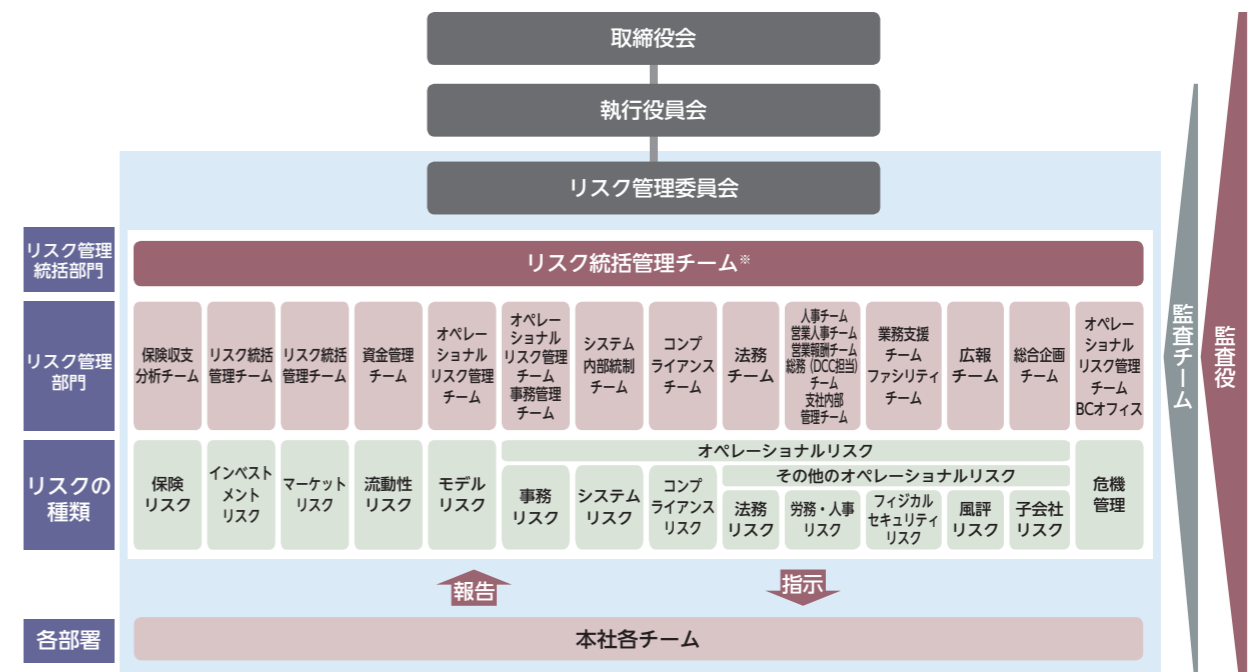 取締役会
執行役員会
リスク管理委員会
リスク管理
統括部門
リスク統括管理チーム※
リスク管理
部門
保険収支
分析チーム
リスク統括
管理チーム
リスク統括
管理チーム
資金管理
チーム
オペレー
ショナル
リスク管理
チーム
オペレー
ショナル
リスク管理
チーム
事務管理
チーム
システム
内部統制
チーム
コンプ
ライアンス
チーム
法務
チーム
人事チーム
営業人事チーム
営業報酬チーム
総務（DCC担当）
チーム
支社内部
管理チーム
業務支援
チーム
ファシリティ
チーム
広報
チーム
総合企画
チーム
オペレー
ショナル
リスク管理
チーム
BCオフィス
リスクの
種類
保険
リスク
インベスト
メント
リスク
マーケット
リスク
流動性
リスク
モデル
リスク
オペレーショナルリスク
事務
リスク
システム
リスク
コンプ
ライアンス
リスク
その他のオペレーショナルリスク
法務
リスク
労務・人事
リスク
フィジカル
セキュリティ
リスク
風評
リスク
子会社
リスク
危機
管理
報告
指示
各部署
本社各チーム
監査チーム
監査役